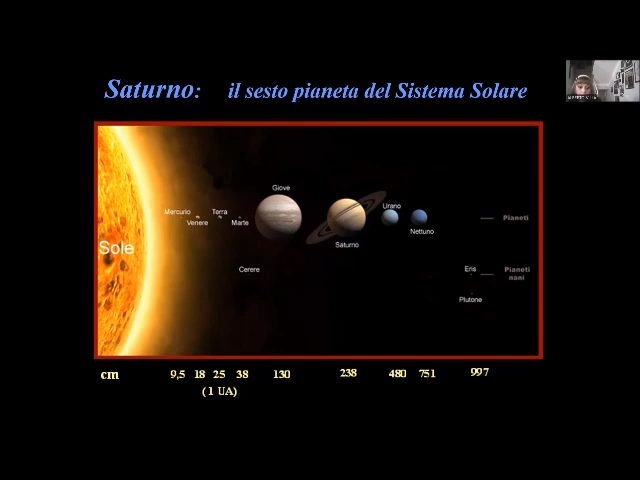 Saturno: il sesto pianeta del Sistema Solare
Giove
Mercurio
Terra
Urano
Venere
Marte
Nettuno
Pianeti
Saturno
Sole
Cerere
Eris
Pianeti
nani
Plutone
cm 9,5 18 25 38 130 238 480 751 997
(1 UA)